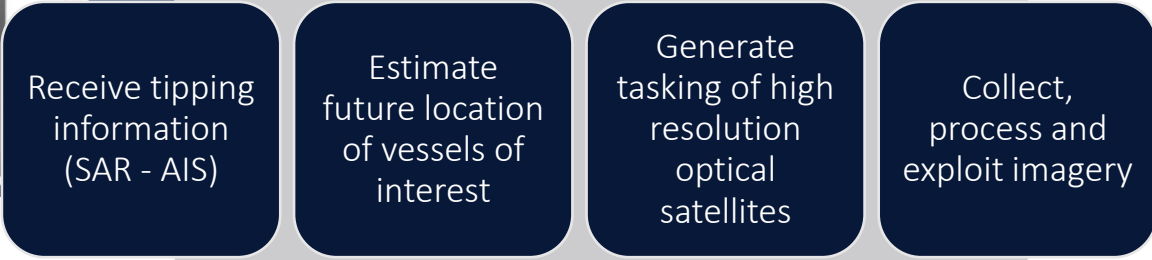 Receive tipping
information
(SAR - AIS)
Estimate
future location
of vessels of
interest
Generate
tasking of high
resolution
optical
satellites
Collect,
process and
exploit imagery